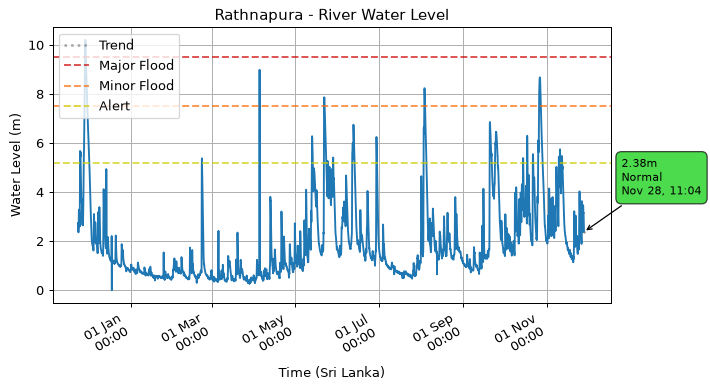 Rathnapura - River Water Level
Trend
Major Flood
Minor Flood
Alert
Water Level (m)
10
8
6
4
2
0
2.38m
Normal
Nov 28, 11:04
01 Jan
00:00
01 Mar
00:00
01 May
00:00
01 Jul
00:00
01 Sep
00:00
01 Nov
00:00
Time (Sri Lanka)